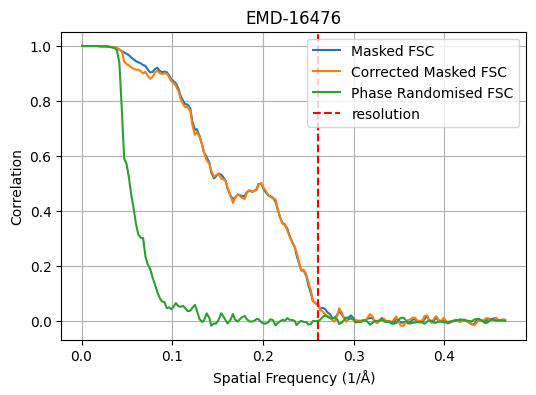 EMD-16476
Masked FSC
Corrected Masked FSC
Phase Randomised FSC
resolution
Correlation
1.0
0.8
0.6
0.4
0.2
0.0
0.0 0.1 0.2 0.3 0.4
Spatial Frequency (1/Å)